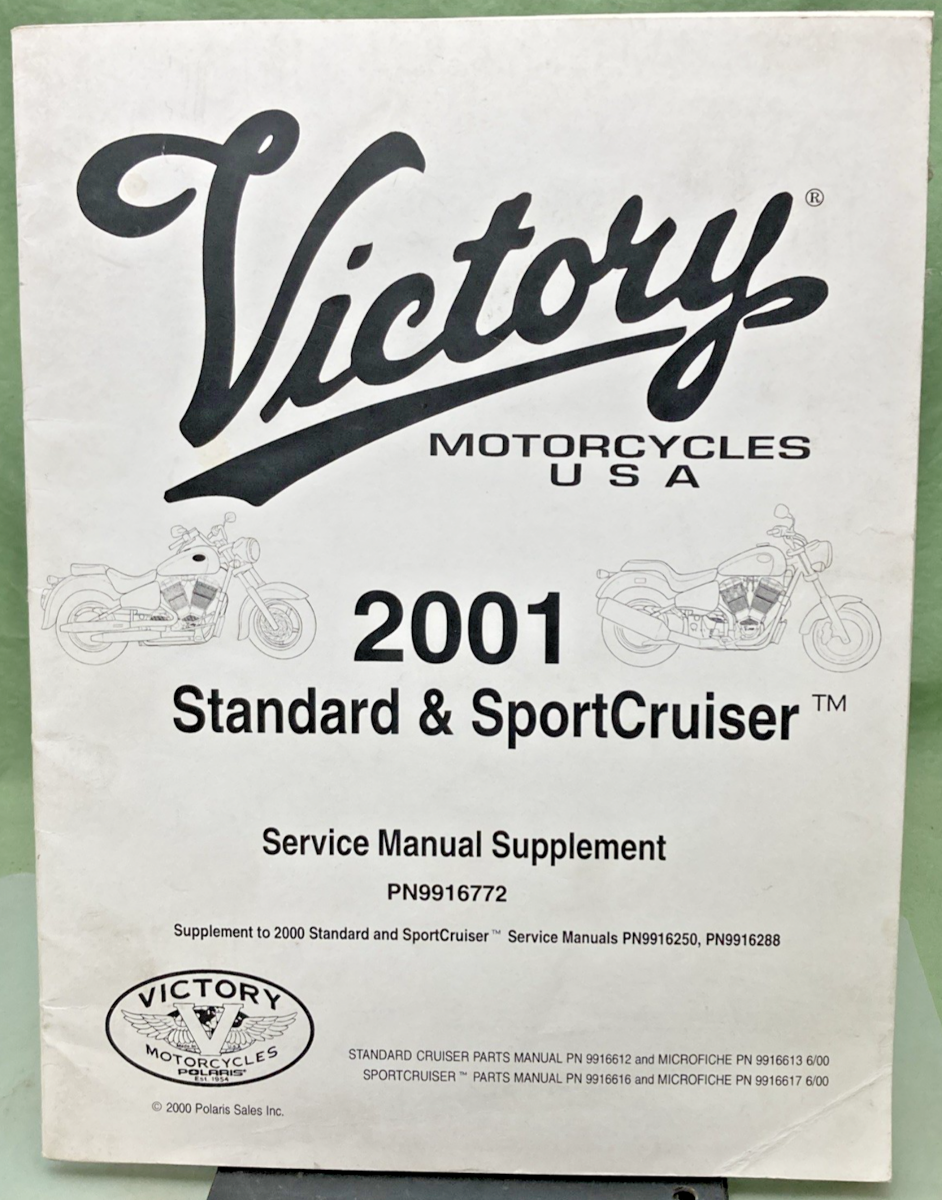 Victory®
MOTORCYCLES
USA
2001
Standard & SportCruiser™
Service Manual Supplement
PN9916772
Supplement to 2000 Standard and SportCruiser™ Service Manuals PN9916250, PN9916288
VICTORY
V
MOTORCYCLES
POLARIS®
Est. 1954
STANDARD CRUISER PARTS MANUAL PN 9916612 and MICROFICHE PN 9916613 6/00
SPORTCRUISER™ PARTS MANUAL PN 9916616 and MICROFICHE PN 9916617 6/00
© 2000 Polaris Sales Inc.